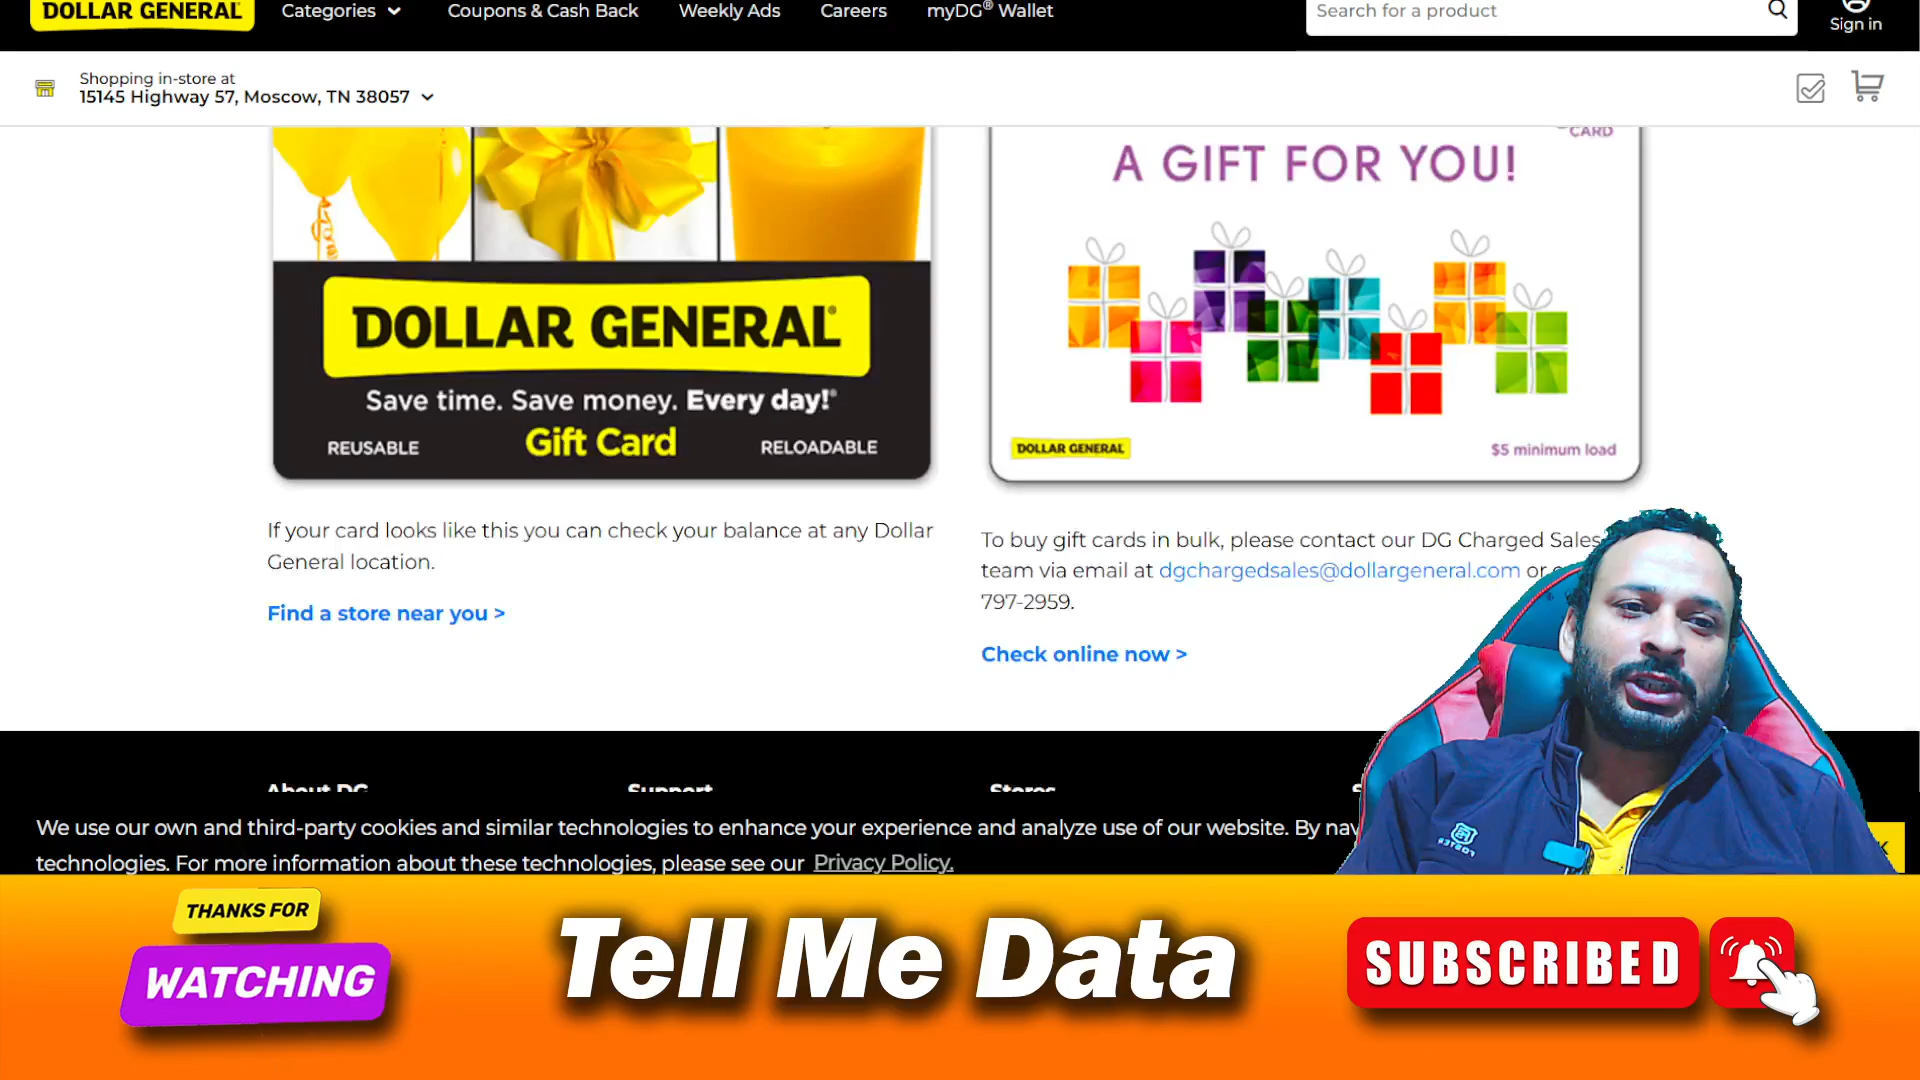 DOLLAR GENERAL
Categories
Coupons & Cash Back
Weekly Ads
Careers
myDG® Wallet
Search for a product
Sign in
Shopping in-store at
15145 Highway 57, Moscow, TN 38057
CARD
A GIFT FOR YOU!
DOLLAR GENERAL®
Save time. Save money. Every day!®
REUSABLE Gift Card RELOADABLE
DOLLAR GENERAL
$5 minimum load
If your card looks like this you can check your balance at any Dollar
General location.
Find a store near you >
To buy gift cards in bulk, please contact our DG Charged Sales
team via email at dgchargedsales@dollargeneral.com or
797-2959.
Check online now >
About DG
Support
Stores
We use our own and third-party cookies and similar technologies to enhance your experience and analyze use of our website. By nav
technologies. For more information about these technologies, please see our Privacy Policy.
THANKS FOR
WATCHING
Tell Me Data
SUBSCRIBED